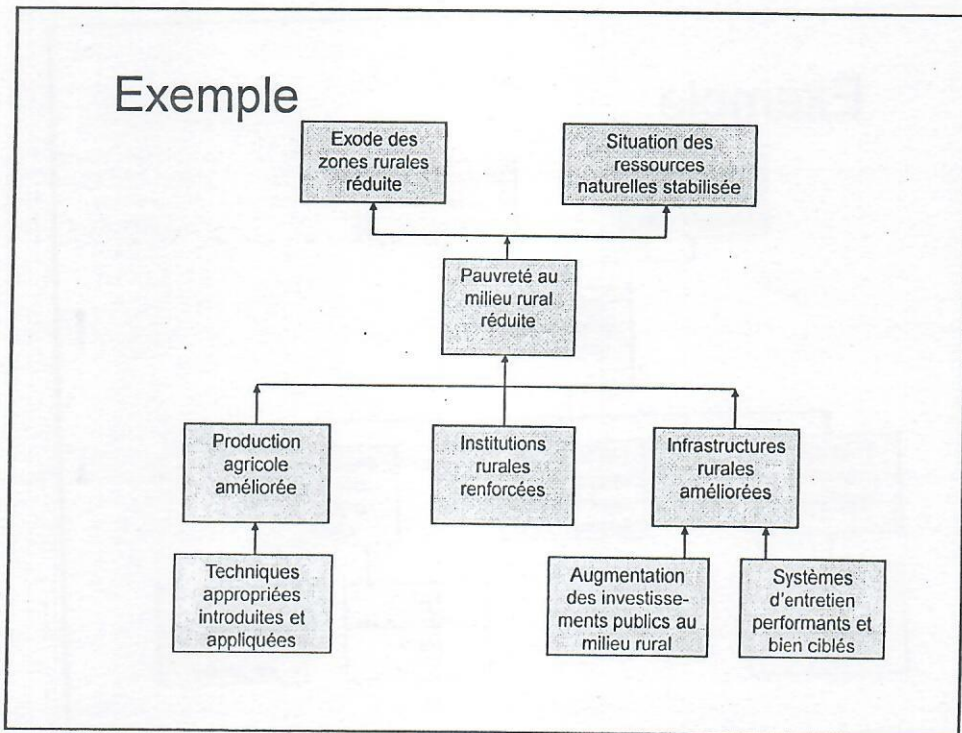 Exemple
Exode des
zones rurales
réduite
Situation des
ressources
naturelles stabilisée
Pauvreté au
milieu rural
réduite
Production
agricole
améliorée
Institutions
rurales
renforcées
Infrastructures
rurales
améliorées
Techniques
appropriées
introduites et
appliquées
Augmentation
des investisse-
ments publics au
milieu rural
Systèmes
d'entretien
performants et
bien ciblés